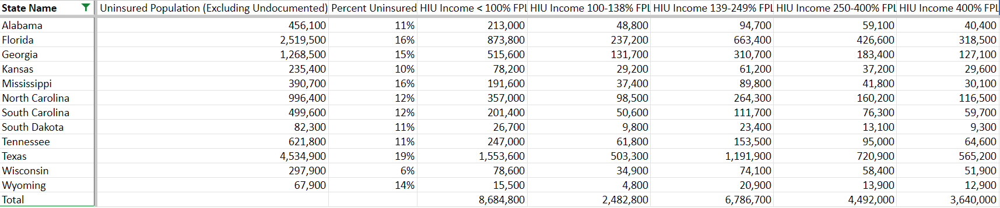 State Name Uninsured Population (Excluding Undocumented) Percent Uninsured HIU Income < 100% FPL HIU Income 100-138% FPL HIU Income 139-249% FPL HIU Income 250-400% FPL HIU Income 400% FPL
Alabama 456,100 11% 213,000 48,800 94,700 59,100 40,400
Florida 2,519,500 16% 873,800 237,200 663,400 426,600 318,500
Georgia 1,268,500 15% 515,600 131,700 310,700 183,400 127,100
Kansas 235,400 10% 78,200 29,200 61,200 37,200 29,600
Mississippi 390,700 16% 191,600 37,400 89,800 41,800 30,100
North Carolina 996,400 12% 357,000 98,500 264,300 160,200 116,500
South Carolina 499,600 12% 201,400 50,600 111,700 76,300 59,700
South Dakota 82,300 11% 26,700 9,800 23,400 13,100 9,300
Tennessee 621,800 11% 247,000 61,800 153,500 95,000 64,600
Texas 4,534,900 19% 1,553,600 503,300 1,191,900 720,900 565,200
Wisconsin 297,900 6% 78,600 34,900 74,100 58,400 51,900
Wyoming 67,900 14% 15,500 4,800 20,900 13,900 12,900
Total 8,684,800 2,482,800 6,786,700 4,492,000 3,640,000